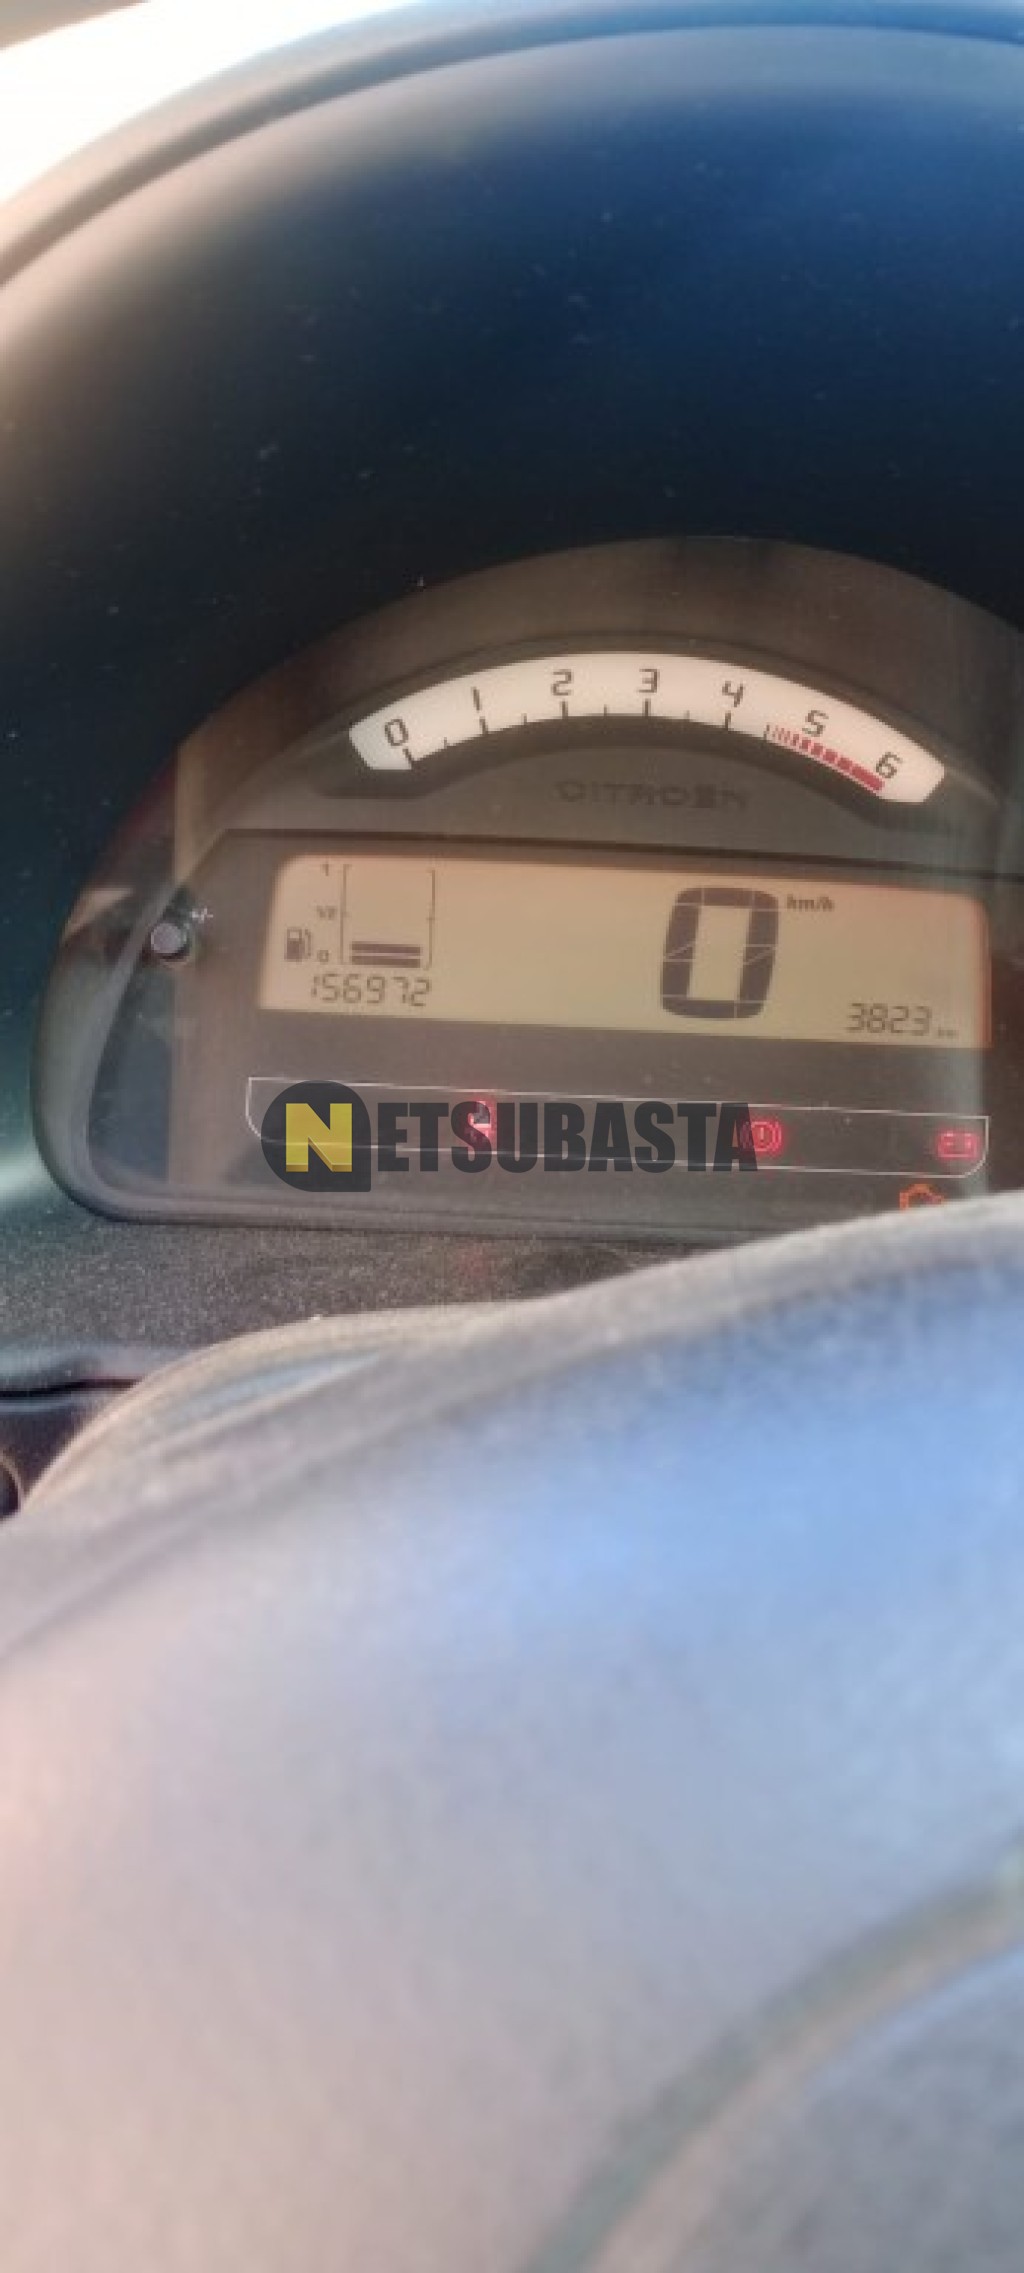 0 1 2 3 4 5 6
CITROËN
1
1/2
0
0 km/h
156972
3823 km
NETSUBASTA